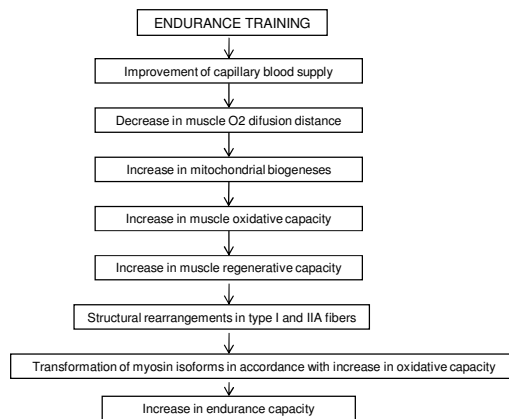 ENDURANCE TRAINING
Improvement of capillary blood supply
Decrease in muscle O2 difusion distance
Increase in mitochondrial biogeneses
Increase in muscle oxidative capacity
Increase in muscle regenerative capacity
Structural rearrangements in type I and IIA fibers
Transformation of myosin isoforms in accordance with increase in oxidative capacity
Increase in endurance capacity